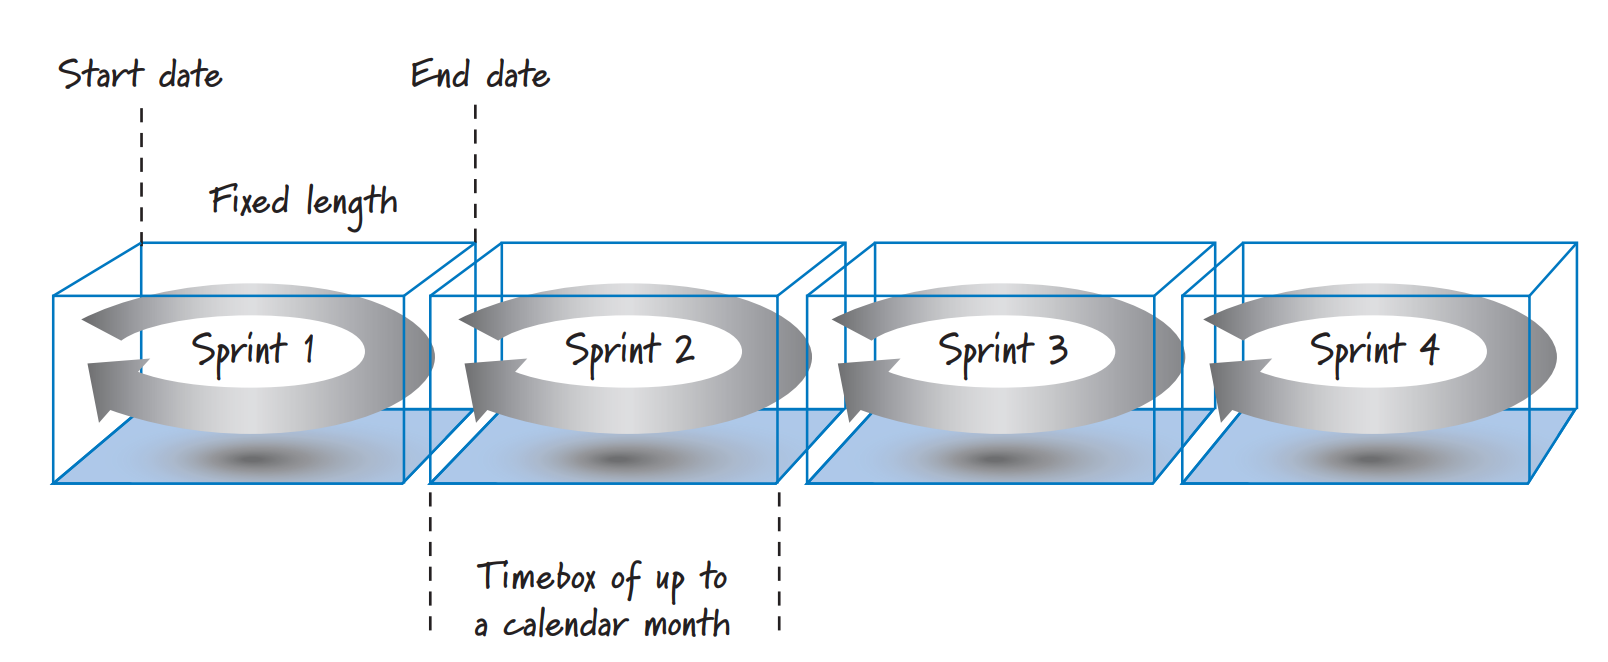 Start date
End date
Fixed length
Sprint 1
Sprint 2
Sprint 3
Sprint 4
Timebox of up to
a calendar month